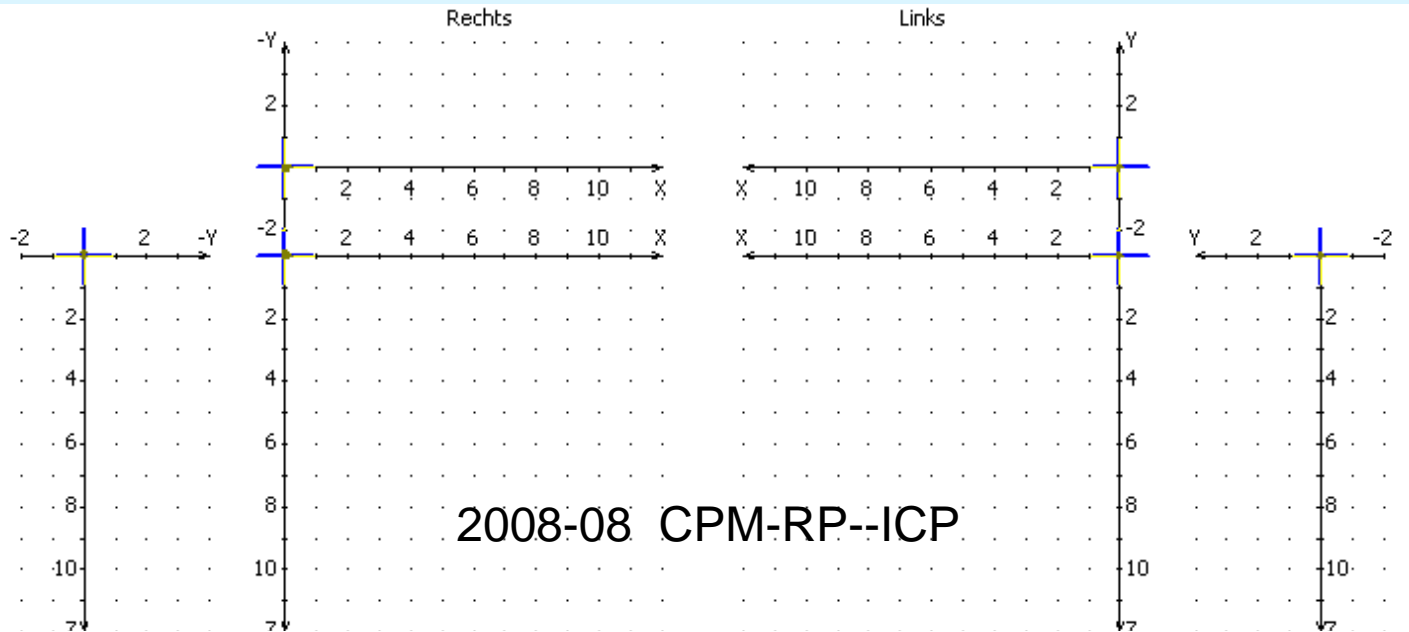 Rechts Links
-Y Y
2 2
2 4 6 8 10 X X 10 8 6 4 2
-2 -2
-2 2 -Y 2 4 6 8 10 X X 10 8 6 4 2 Y 2 -2
2 2 2 2
4 4 4 4
6 6 6 6
8 8 8 8
2008-08 CPM-RP--ICP
10 10 10 10